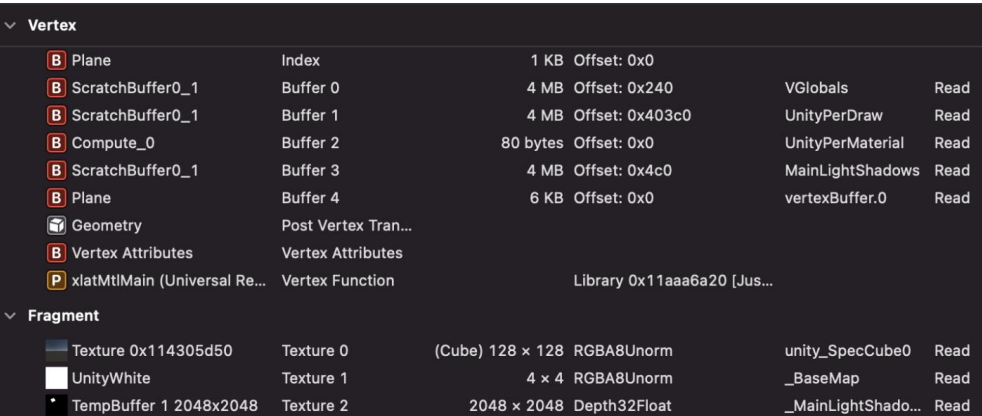 Vertex
B Plane Index 1 KB Offset: 0x0
B ScratchBuffer0_1 Buffer 0 4 MB Offset: 0x240 VGlobals Read
B ScratchBuffer0_1 Buffer 1 4 MB Offset: 0x403c0 UnityPerDraw Read
B Compute_0 Buffer 2 80 bytes Offset: 0x0 UnityPerMaterial Read
B ScratchBuffer0_1 Buffer 3 4 MB Offset: 0x4c0 MainLightShadows Read
B Plane Buffer 4 6 KB Offset: 0x0 vertexBuffer.0 Read
Geometry Post Vertex Tran...
B Vertex Attributes Vertex Attributes
P xlatMtlMain (Universal Re... Vertex Function Library 0x11aaa6a20 [Jus...
Fragment
Texture 0x114305d50 Texture 0 (Cube) 128 × 128 RGBA8Unorm unity_SpecCube0 Read
UnityWhite Texture 1 4 × 4 RGBA8Unorm _BaseMap Read
TempBuffer 1 2048x2048 Texture 2 2048 × 2048 Depth32Float _MainLightShado... Read